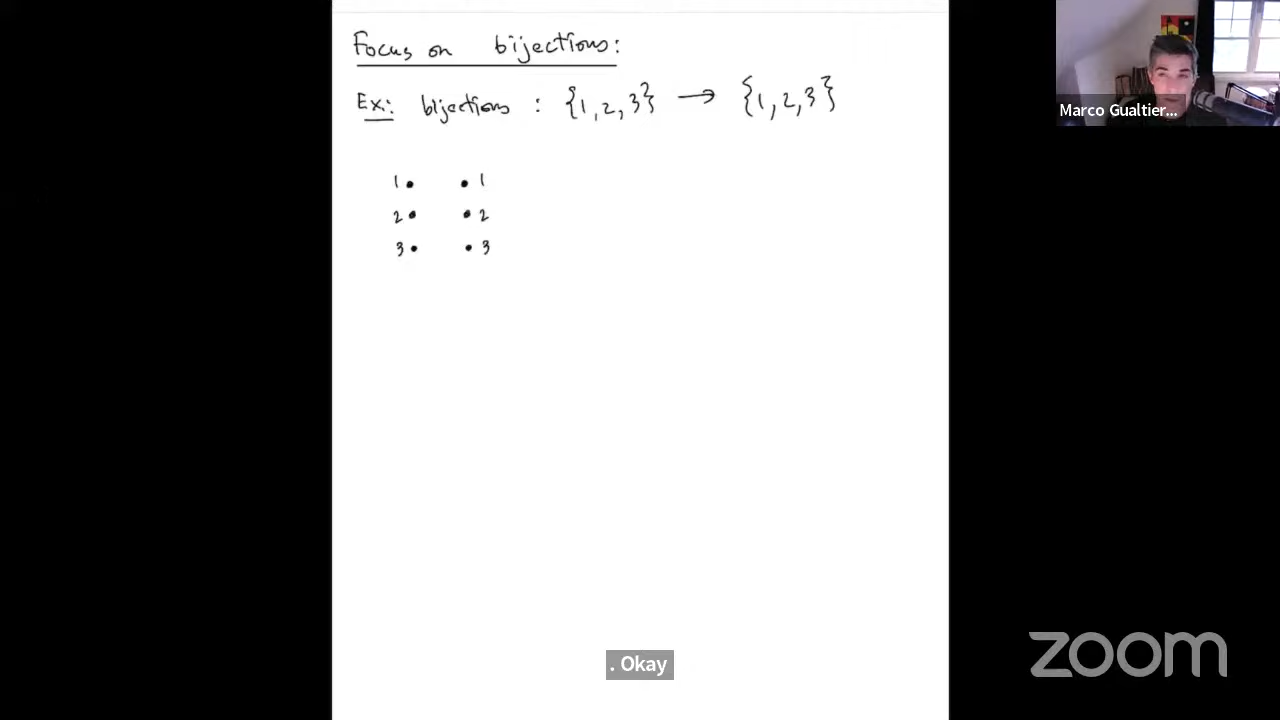 Focus on bijections:
Ex: bijections : {1, 2, 3} → {1, 2, 3}
Marco Gualtier...
1 • • 1
2 • • 2
3 • • 3
. Okay
zoom